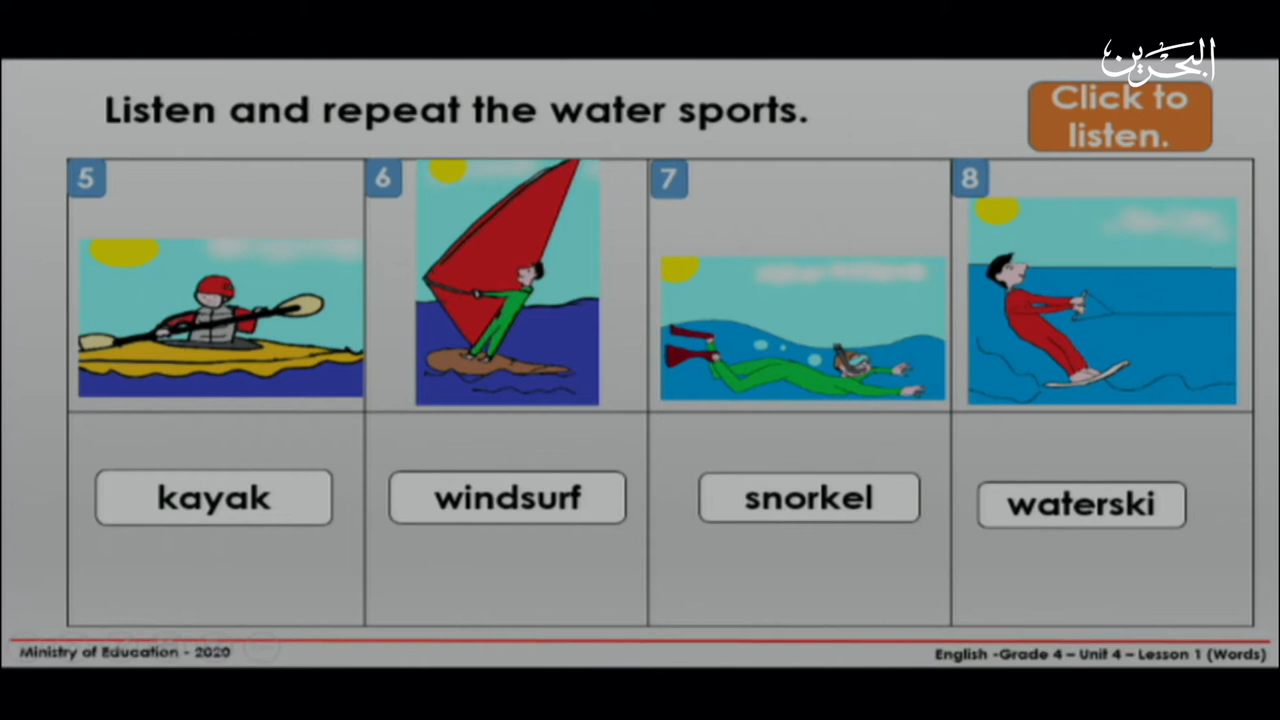 البحرين
Listen and repeat the water sports.
Click to
listen.
5
6
7
8
kayak
windsurf
snorkel
waterski
Ministry of Education - 2020
English -Grade 4 – Unit 4 – Lesson 1 (Words)